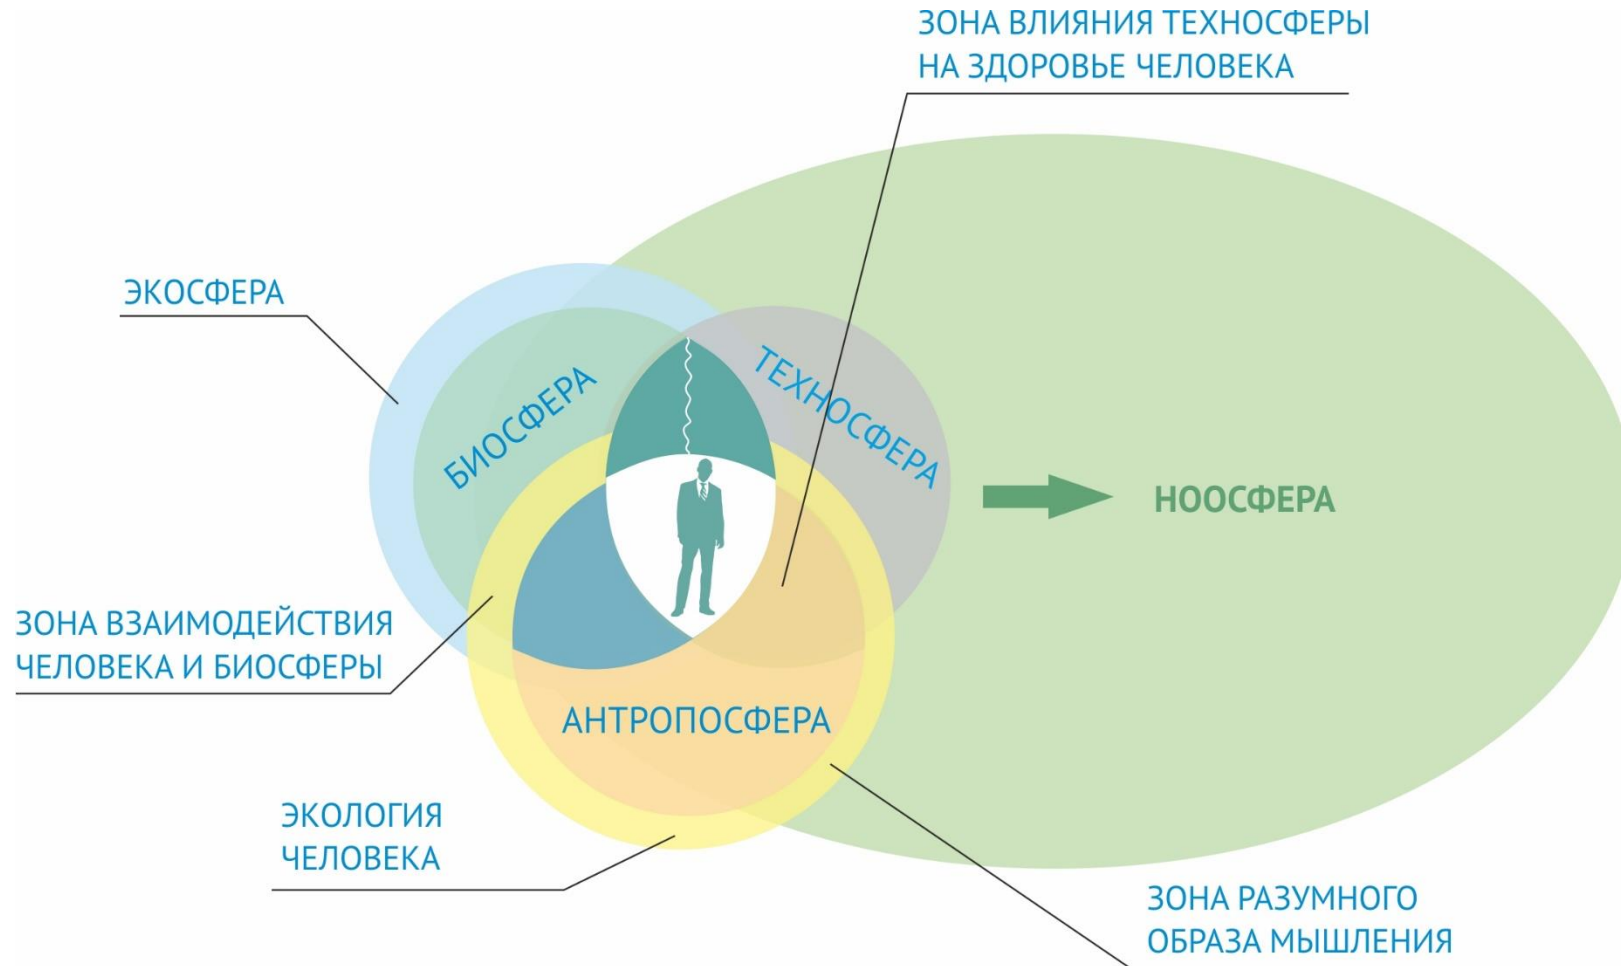 ЗОНА ВЛИЯНИЯ ТЕХНОСФЕРЫ
НА ЗДОРОВЬЕ ЧЕЛОВЕКА
ЭКОСФЕРА
БИОСФЕРА
ТЕХНОСФЕРА
НООСФЕРА
ЗОНА ВЗАИМОДЕЙСТВИЯ
ЧЕЛОВЕКА И БИОСФЕРЫ
АНТРОПОСФЕРА
ЭКОЛОГИЯ
ЧЕЛОВЕКА
ЗОНА РАЗУМНОГО
ОБРАЗА МЫШЛЕНИЯ